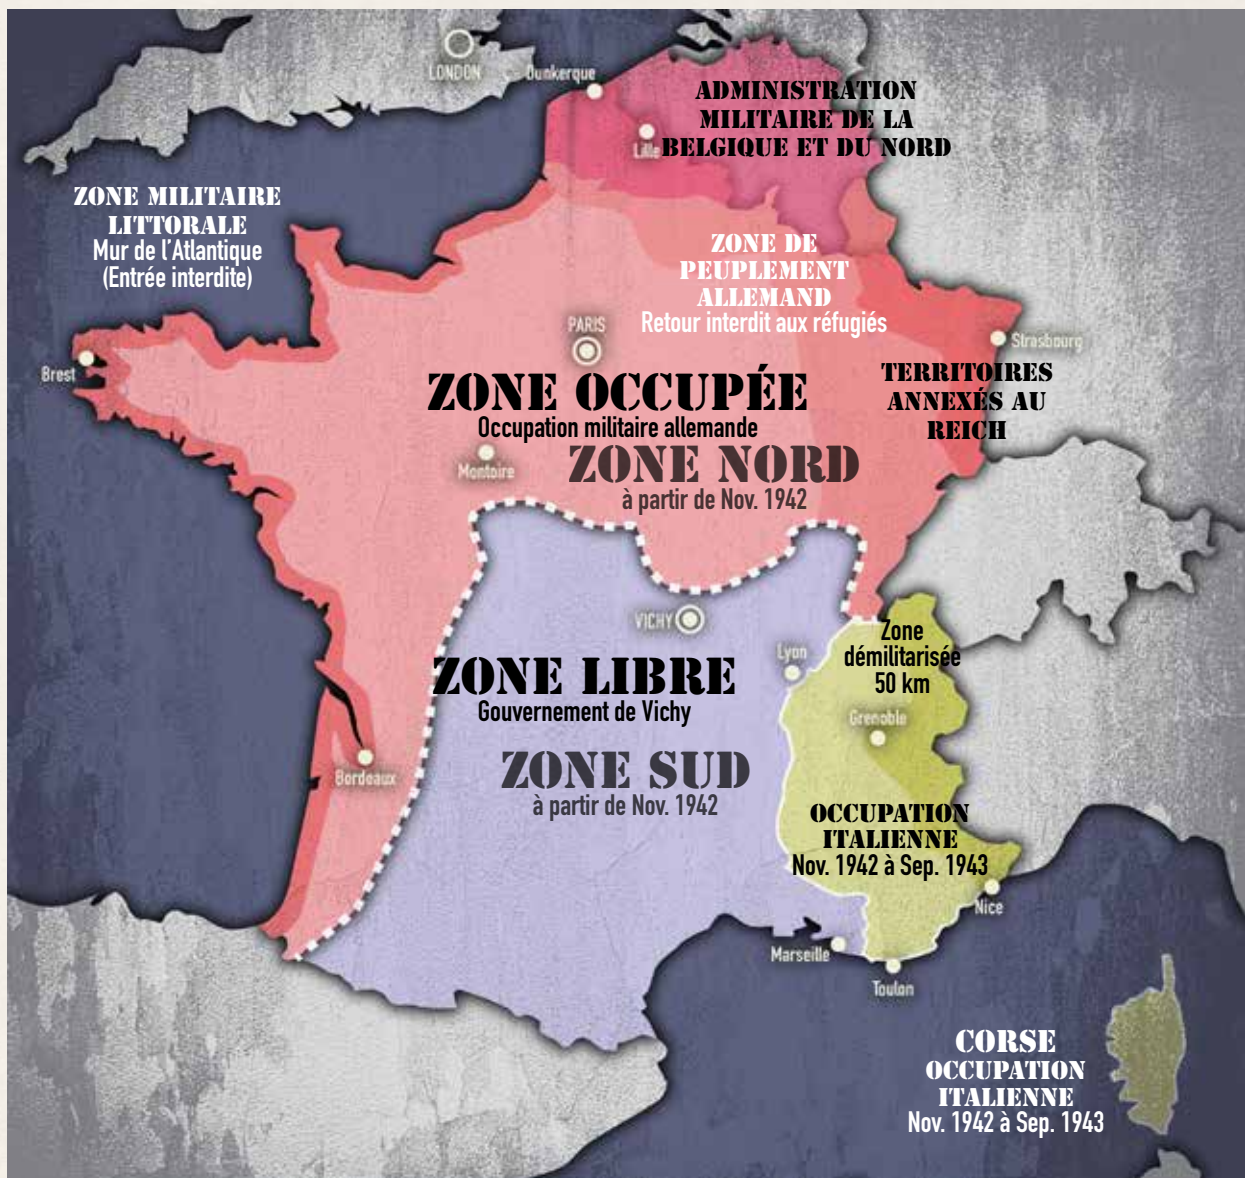 LONDON
Dunkerque
ADMINISTRATION
MILITAIRE DE LA
BELGIQUE ET DU NORD
Lille
ZONE MILITAIRE
LITTORALE
Mur de l'Atlantique
(Entrée interdite)
ZONE DE
PEUPLEMENT
ALLEMAND
Retour interdit aux réfugiés
PARIS
Strasbourg
Brest
TERRITOIRES
ANNEXÉS AU
REICH
ZONE OCCUPÉE
Occupation militaire allemande
Montoire
ZONE NORD
à partir de Nov. 1942
VICHY
Zone
démilitarisée
50 km
Lyon
ZONE LIBRE
Gouvernement de Vichy
Grenoble
ZONE SUD
à partir de Nov. 1942
Bordeaux
OCCUPATION
ITALIENNE
Nov. 1942 à Sep. 1943
Nice
Marseille
Toulon
CORSE
OCCUPATION
ITALIENNE
Nov. 1942 à Sep. 1943